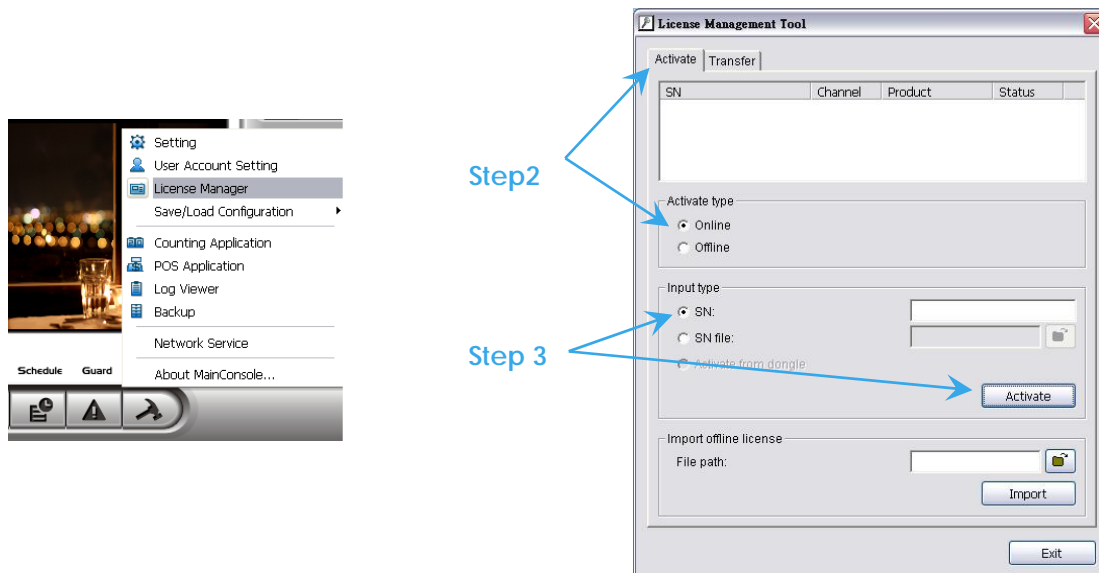 Setting
User Account Setting
License Manager
Save/Load Configuration
Counting Application
POS Application
Log Viewer
Backup
Network Service
About MainConsole...
Schedule Guard
Step2
Step 3
License Management Tool
Activate Transfer
SN Channel Product Status
Activate type
Online
Offline
Input type
SN:
SN file:
Activate from dongle
Activate
Import offline license
File path:
Import
Exit